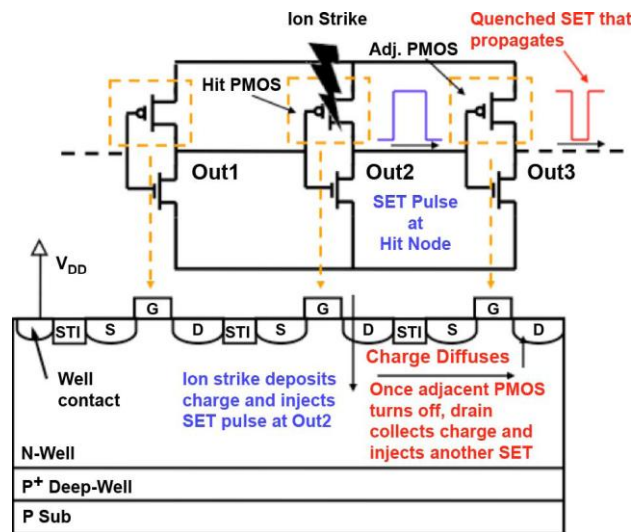 Ion Strike
Quenched SET that
propagates
Adj. PMOS
Hit PMOS
Out1
Out2
Out3
SET Pulse
at
Hit Node
VDD
G
G
G
STI
S
D
STI
S
D
STI
S
D
Well
contact
Charge Diffuses
Ion strike deposits
charge and injects
SET pulse at Out2
Once adjacent PMOS
turns off, drain
collects charge and
injects another SET
N-Well
P+ Deep-Well
P Sub